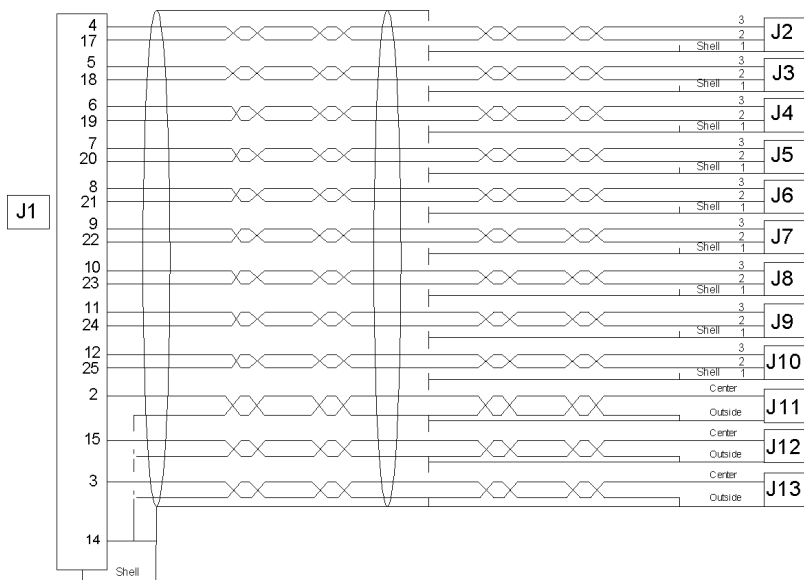 J1
4 3 J2
17 2
Shell 1
5 3 J3
18 2
Shell 1
6 3 J4
19 2
Shell 1
7 3 J5
20 2
Shell 1
8 3 J6
21 2
Shell 1
9 3 J7
22 2
Shell 1
10 3 J8
23 2
Shell 1
11 3 J9
24 2
Shell 1
12 3 J10
25 2
Shell 1
2 Center J11
Outside
15 Center J12
Outside
3 Center J13
Outside
14
Shell